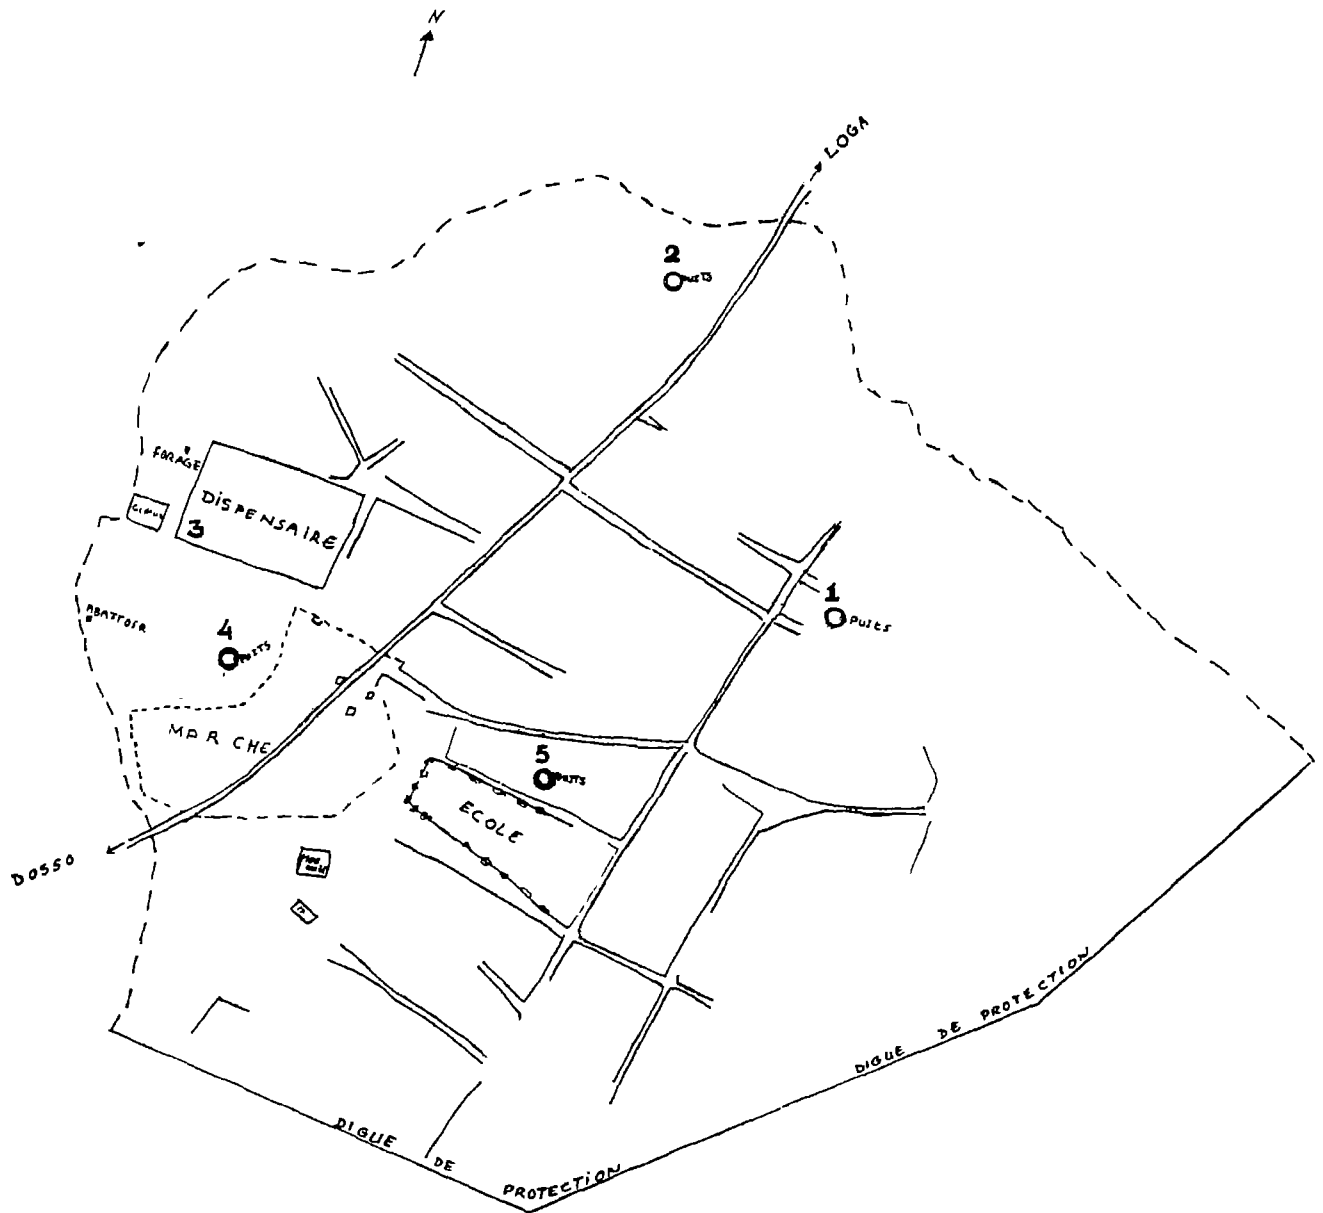 N
LOGA
2
PUITS
FORAGE
DISPENSAIRE
3
1
PUITS
ABATTOIR
4
PUITS
MARCHE
5
PUITS
ECOLE
DOSSO
DIGUE DE PROTECTION
DIGUE DE PROTECTION